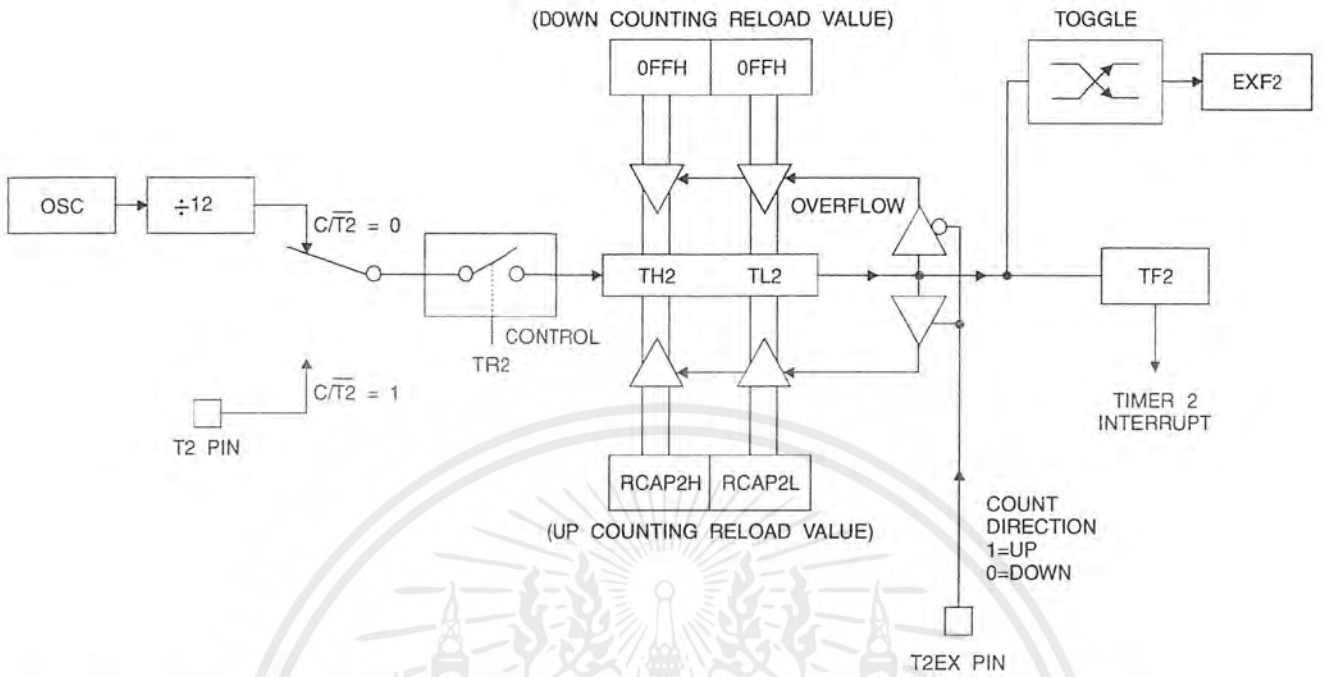 (DOWN COUNTING RELOAD VALUE)
TOGGLE
0FFH 0FFH
EXF2
OSC
÷12
C/T2̅ = 0
OVERFLOW
TH2 TL2
TF2
CONTROL
TR2
C/T2̅ = 1
T2 PIN
TIMER 2
INTERRUPT
RCAP2H RCAP2L
(UP COUNTING RELOAD VALUE)
COUNT
DIRECTION
1=UP
0=DOWN
T2EX PIN